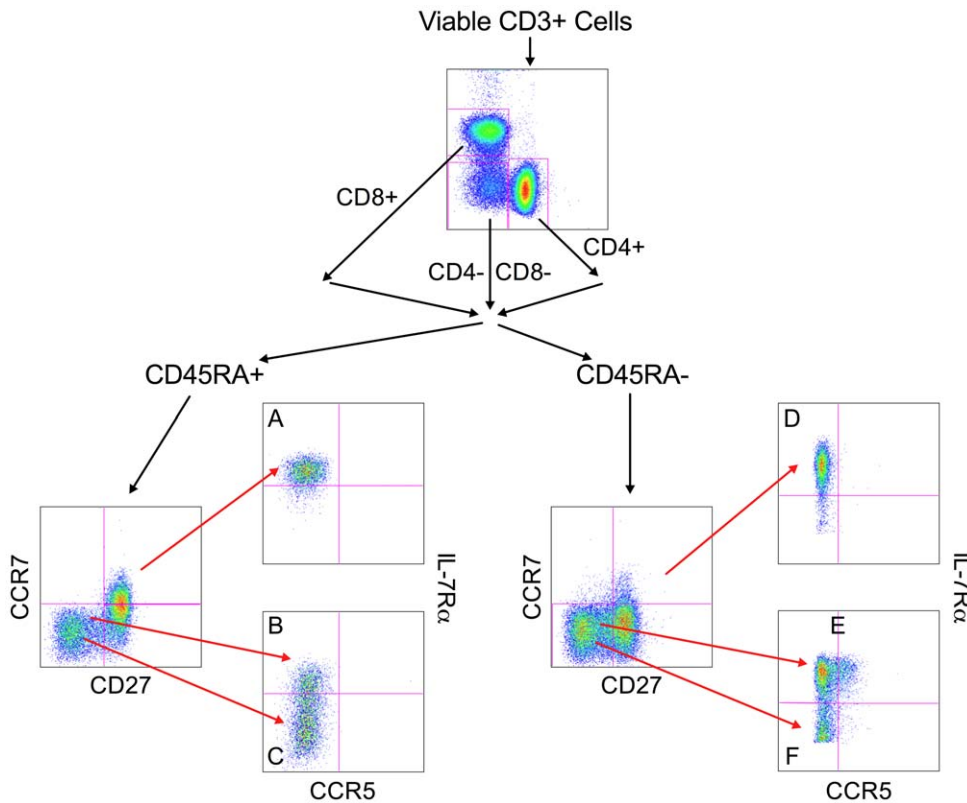 Viable CD3+ Cells
CD8+
CD4-
CD8-
CD4+
CD45RA+
CD45RA-
A
D
CCR7
IL-7Rα
CCR7
IL-7Rα
B
E
CD27
CD27
C
F
CCR5
CCR5